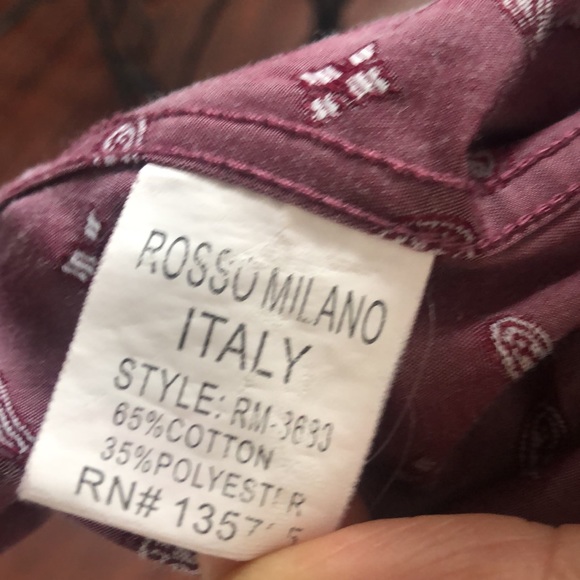 ROSSO MILANO
ITALY
STYLE:
65%COTTON
35%POLYESTER
RN#